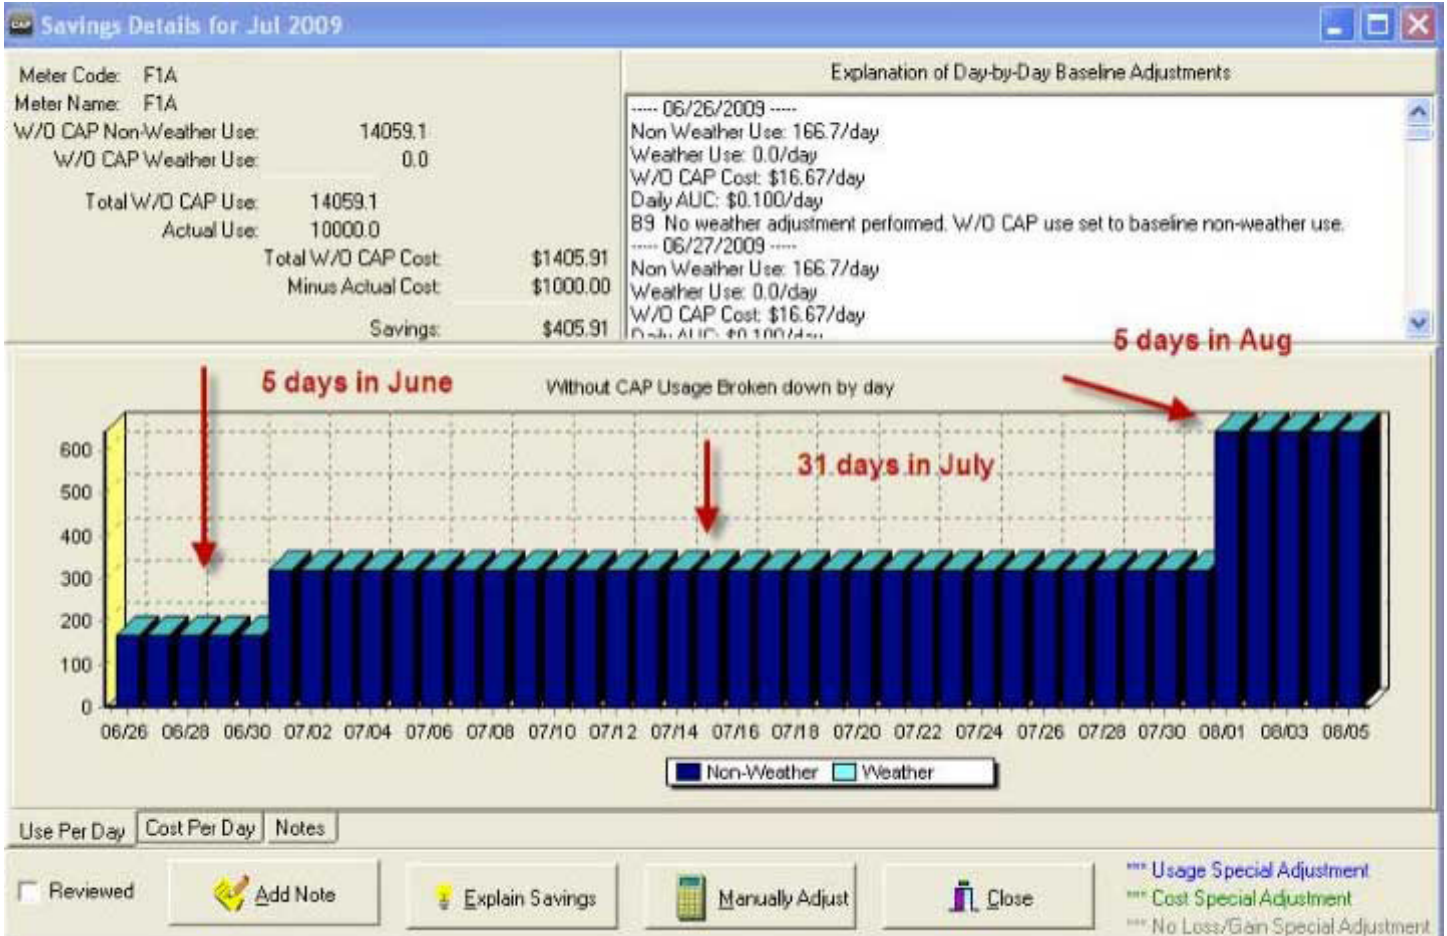 CAP Savings Details for Jul 2009
Meter Code: F1A
Meter Name: F1A
W/O CAP Non-Weather Use: 14059.1
W/O CAP Weather Use: 0.0
Total W/O CAP Use: 14059.1
Actual Use: 10000.0
Total W/O CAP Cost: $1405.91
Minus Actual Cost: $1000.00
Savings: $405.91
Explanation of Day-by-Day Baseline Adjustments
----- 06/26/2009 -----
Non Weather Use: 166.7/day
Weather Use: 0.0/day
W/O CAP Cost: $16.67/day
Daily AUC: $0.100/day
B9 No weather adjustment performed. W/O CAP use set to baseline non-weather use.
----- 06/27/2009 -----
Non Weather Use: 166.7/day
Weather Use: 0.0/day
W/O CAP Cost: $16.67/day
Daily AUC: $0.100/day
5 days in Aug
5 days in June
Without CAP Usage Broken down by day
31 days in July
600
500
400
300
200
100
0
06/26 06/28 06/30 07/02 07/04 07/06 07/08 07/10 07/12 07/14 07/16 07/18 07/20 07/22 07/24 07/26 07/28 07/30 08/01 08/03 08/05
Non-Weather Weather
Use Per Day Cost Per Day Notes
Reviewed Add Note Explain Savings Manually Adjust Close
*** Usage Special Adjustment
*** Cost Special Adjustment
*** No Loss/Gain Special Adjustment